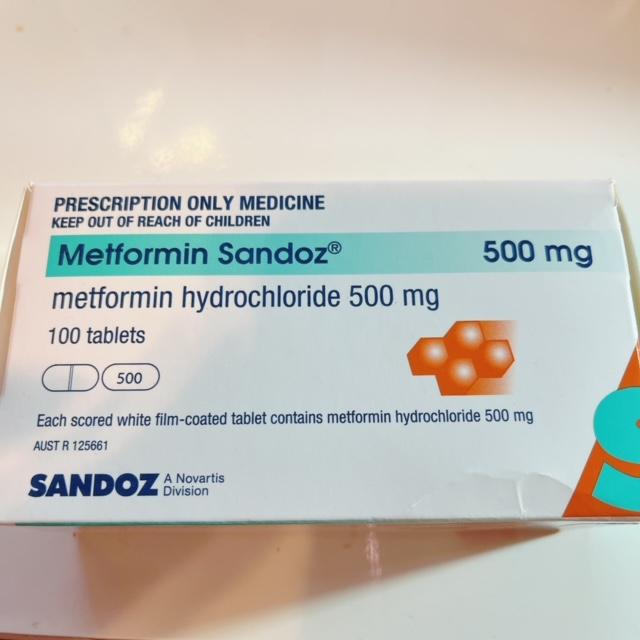 PRESCRIPTION ONLY MEDICINE
KEEP OUT OF REACH OF CHILDREN
Metformin Sandoz® 500 mg
metformin hydrochloride 500 mg
100 tablets
500
Each scored white film-coated tablet contains metformin hydrochloride 500 mg
AUST R 125661
SANDOZ A Novartis
Division